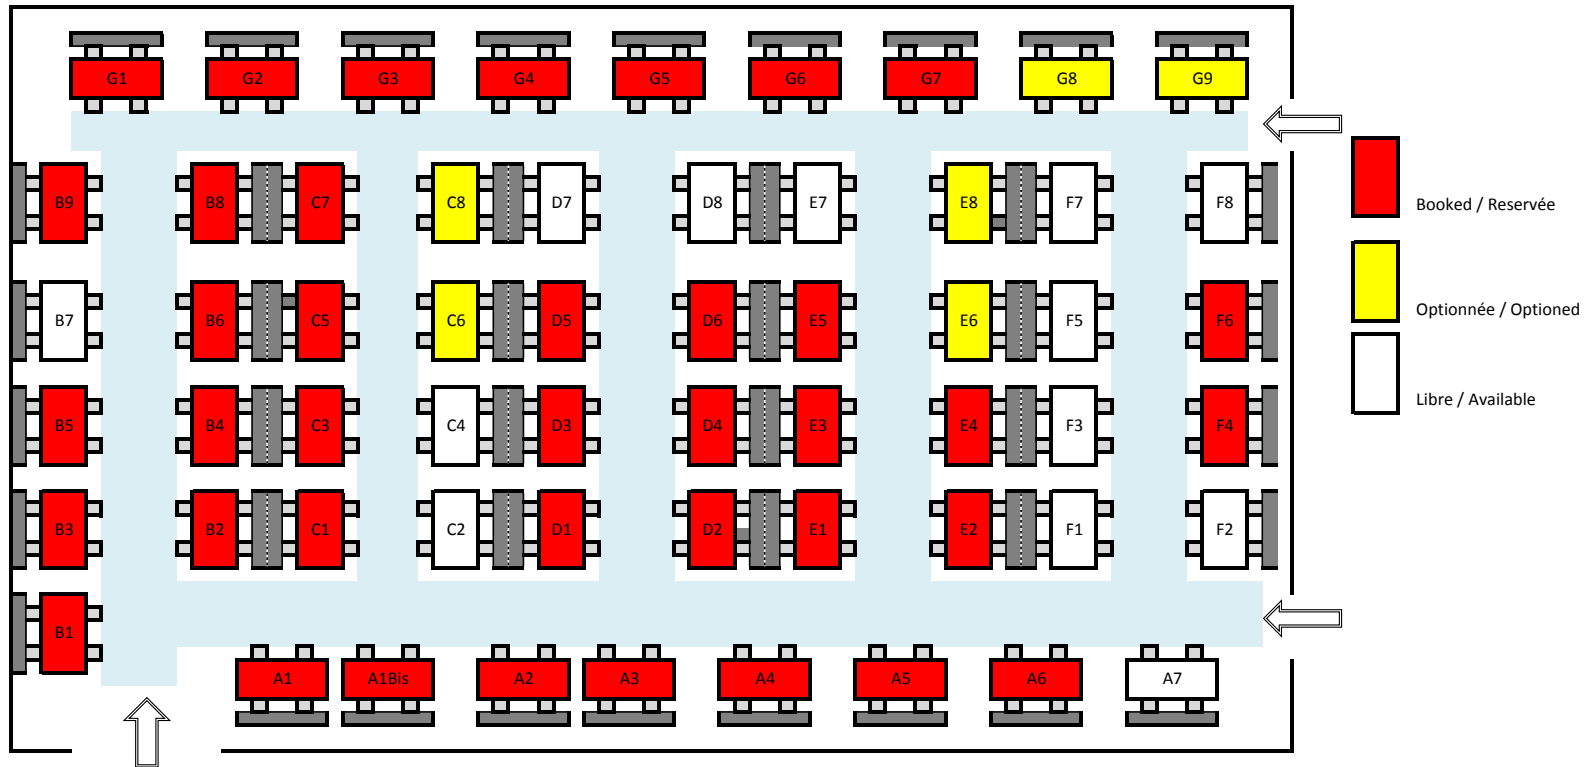 G1 G2 G3 G4 G5 G6 G7 G8 G9
B9 B8 C7 C8 D7 D8 E7 E8 F7 F8
Booked / Reservée
B7 B6 C5 C6 D5 D6 E5 E6 F5 F6
Optionnée / Optioned
B5 B4 C3 C4 D3 D4 E3 E4 F3 F4
Libre / Available
B3 B2 C1 C2 D1 D2 E1 E2 F1 F2
B1
A1 A1Bis A2 A3 A4 A5 A6 A7